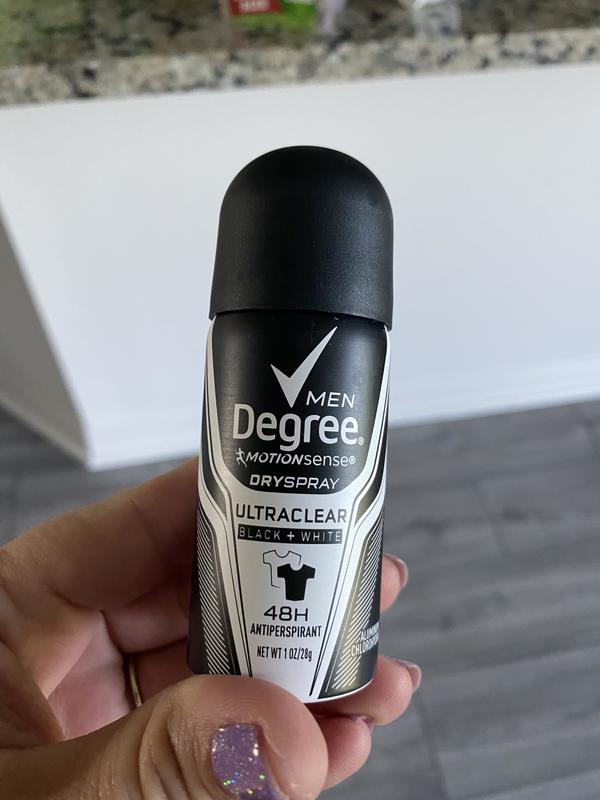 MEN
Degree®
MOTIONsense®
DRYSPRAY
ULTRACLEAR
BLACK + WHITE
48H
ANTIPERSPIRANT
NET WT 1 OZ/28g